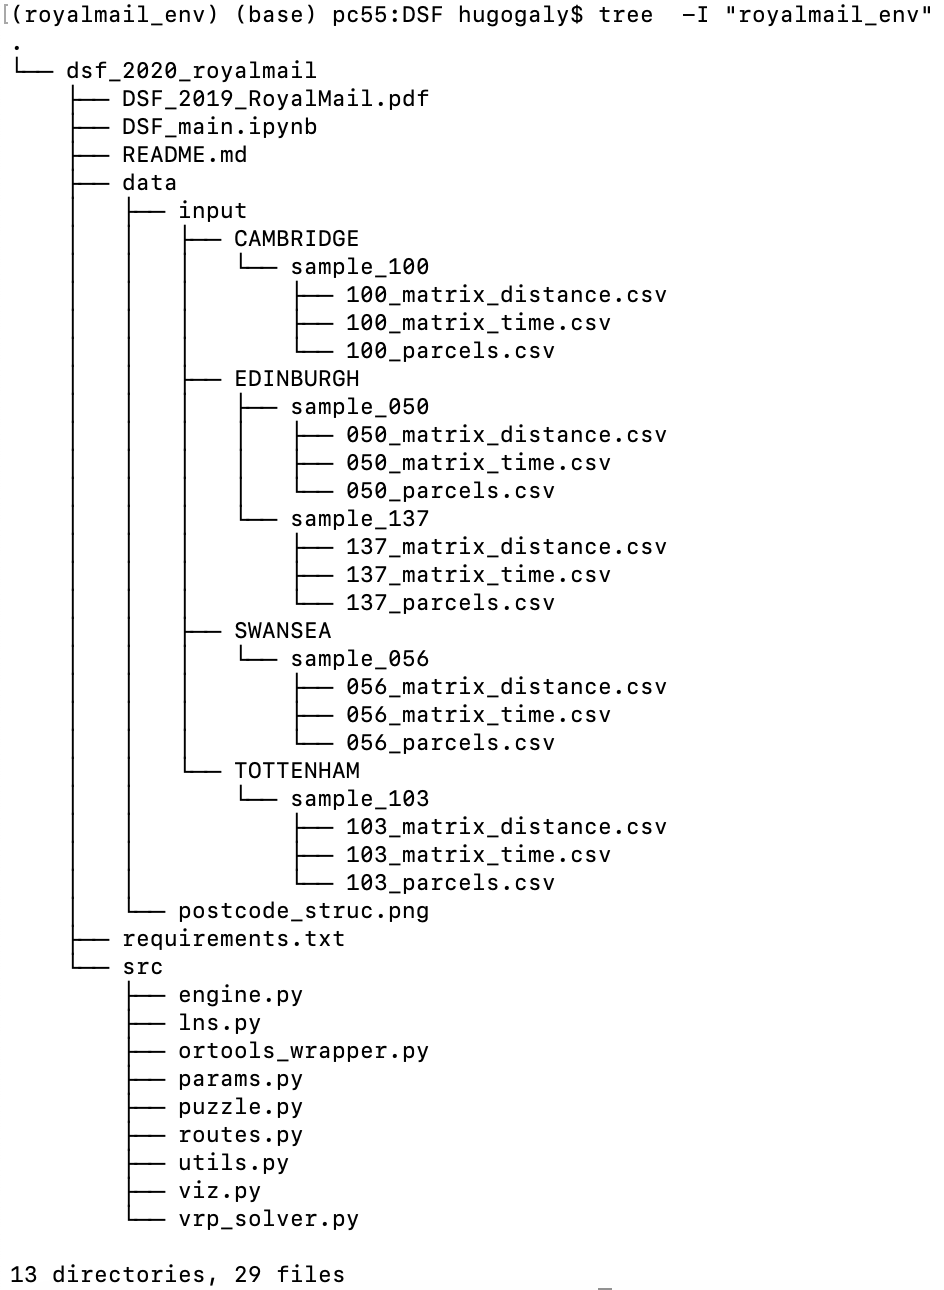 (royalmail_env) (base) pc55:DSF hugogaly$ tree  -I "royalmail_env"
.
└── dsf_2020_royalmail
    ├── DSF_2019_RoyalMail.pdf
    ├── DSF_main.ipynb
    ├── README.md
    ├── data
    │   ├── input
    │   │   ├── CAMBRIDGE
    │   │   │   └── sample_100
    │   │   │       ├── 100_matrix_distance.csv
    │   │   │       ├── 100_matrix_time.csv
    │   │   │       └── 100_parcels.csv
    │   │   ├── EDINBURGH
    │   │   │   ├── sample_050
    │   │   │   │   ├── 050_matrix_distance.csv
    │   │   │   │   ├── 050_matrix_time.csv
    │   │   │   │   └── 050_parcels.csv
    │   │   │   └── sample_137
    │   │   │       ├── 137_matrix_distance.csv
    │   │   │       ├── 137_matrix_time.csv
    │   │   │       └── 137_parcels.csv
    │   │   ├── SWANSEA
    │   │   │   └── sample_056
    │   │   │       ├── 056_matrix_distance.csv
    │   │   │       ├── 056_matrix_time.csv
    │   │   │       └── 056_parcels.csv
    │   │   └── TOTTENHAM
    │   │       └── sample_103
    │   │           ├── 103_matrix_distance.csv
    │   │           ├── 103_matrix_time.csv
    │   │           └── 103_parcels.csv
    │   └── postcode_struc.png
    ├── requirements.txt
    └── src
        ├── engine.py
        ├── lns.py
        ├── ortools_wrapper.py
        ├── params.py
        ├── puzzle.py
        ├── routes.py
        ├── utils.py
        ├── viz.py
        └── vrp_solver.py

13 directories, 29 files